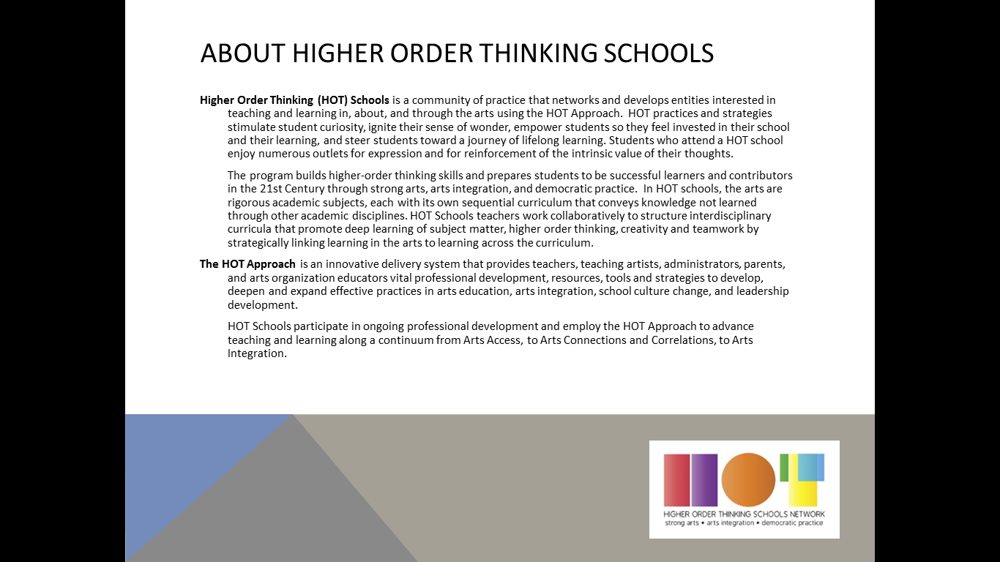 ABOUT HIGHER ORDER THINKING SCHOOLS
Higher Order Thinking (HOT) Schools is a community of practice that networks and develops entities interested in
teaching and learning in, about, and through the arts using the HOT Approach.  HOT practices and strategies
stimulate student curiosity, ignite their sense of wonder, empower students so they feel invested in their school
and their learning, and steer students toward a journey of lifelong learning. Students who attend a HOT school
enjoy numerous outlets for expression and for reinforcement of the intrinsic value of their thoughts.
The program builds higher-order thinking skills and prepares students to be successful learners and contributors
in the 21st Century through strong arts, arts integration, and democratic practice.  In HOT schools, the arts are
rigorous academic subjects, each with its own sequential curriculum that conveys knowledge not learned
through other academic disciplines. HOT Schools teachers work collaboratively to structure interdisciplinary
curricula that promote deep learning of subject matter, higher order thinking, creativity and teamwork by
strategically linking learning in the arts to learning across the curriculum.
The HOT Approach is an innovative delivery system that provides teachers, teaching artists, administrators, parents,
and arts organization educators vital professional development, resources, tools and strategies to develop,
deepen and expand effective practices in arts education, arts integration, school culture change, and leadership
development.
HOT Schools participate in ongoing professional development and employ the HOT Approach to advance
teaching and learning along a continuum from Arts Access, to Arts Connections and Correlations, to Arts
Integration.
HOT
HIGHER ORDER THINKING SCHOOLS NETWORK
strong arts • arts integration • democratic practice